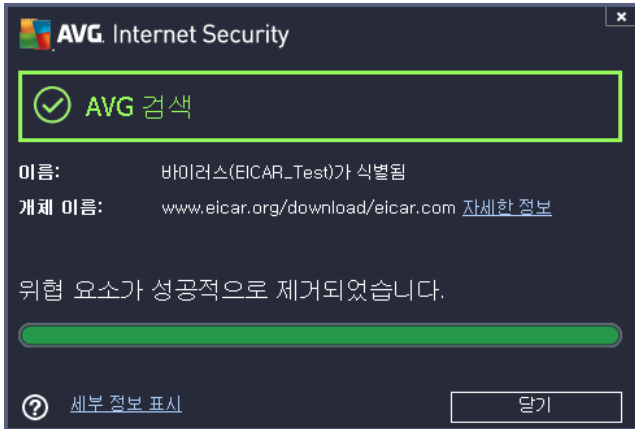 AVG. Internet Security
AVG 검색
이름: 바이러스(EICAR_Test)가 식별됨
개체 이름: www.eicar.org/download/eicar.com 자세한 정보
위협 요소가 성공적으로 제거되었습니다.
세부 정보 표시
닫기